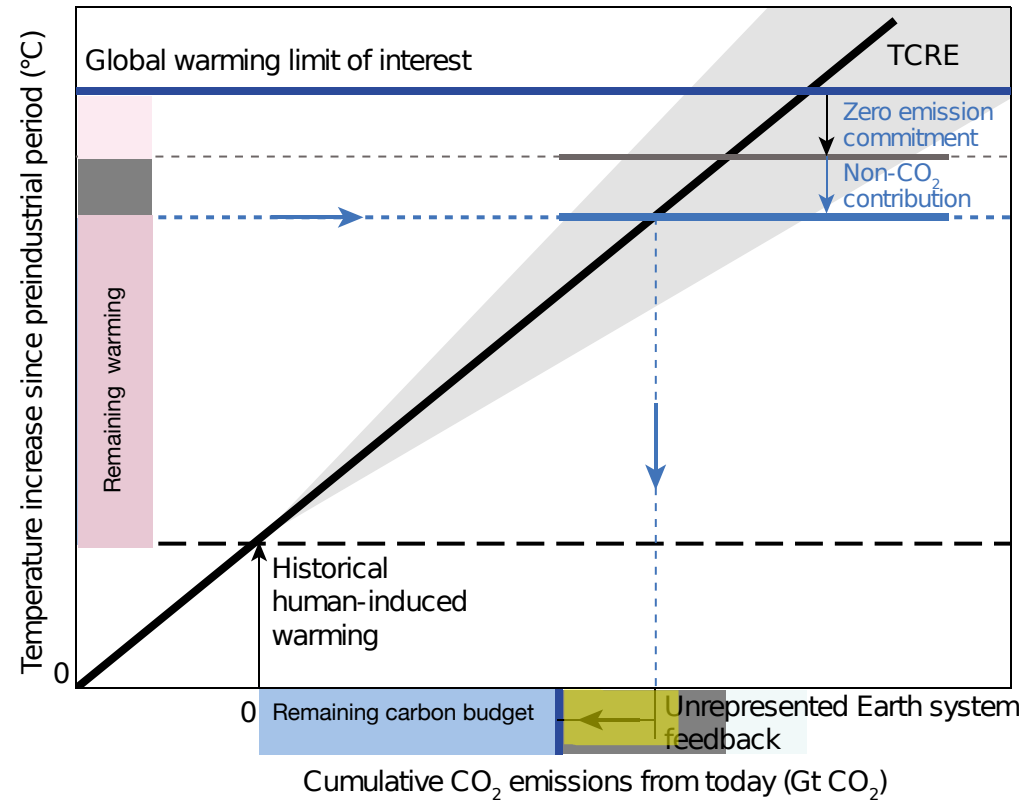 Temperature increase since preindustrial period (°C)
Global warming limit of interest
TCRE
Zero emission
commitment
Non-CO₂
contribution
Remaining warming
Historical
human-induced
warming
0
0
Remaining carbon budget
Unrepresented Earth system
feedback
Cumulative CO₂ emissions from today (Gt CO₂)